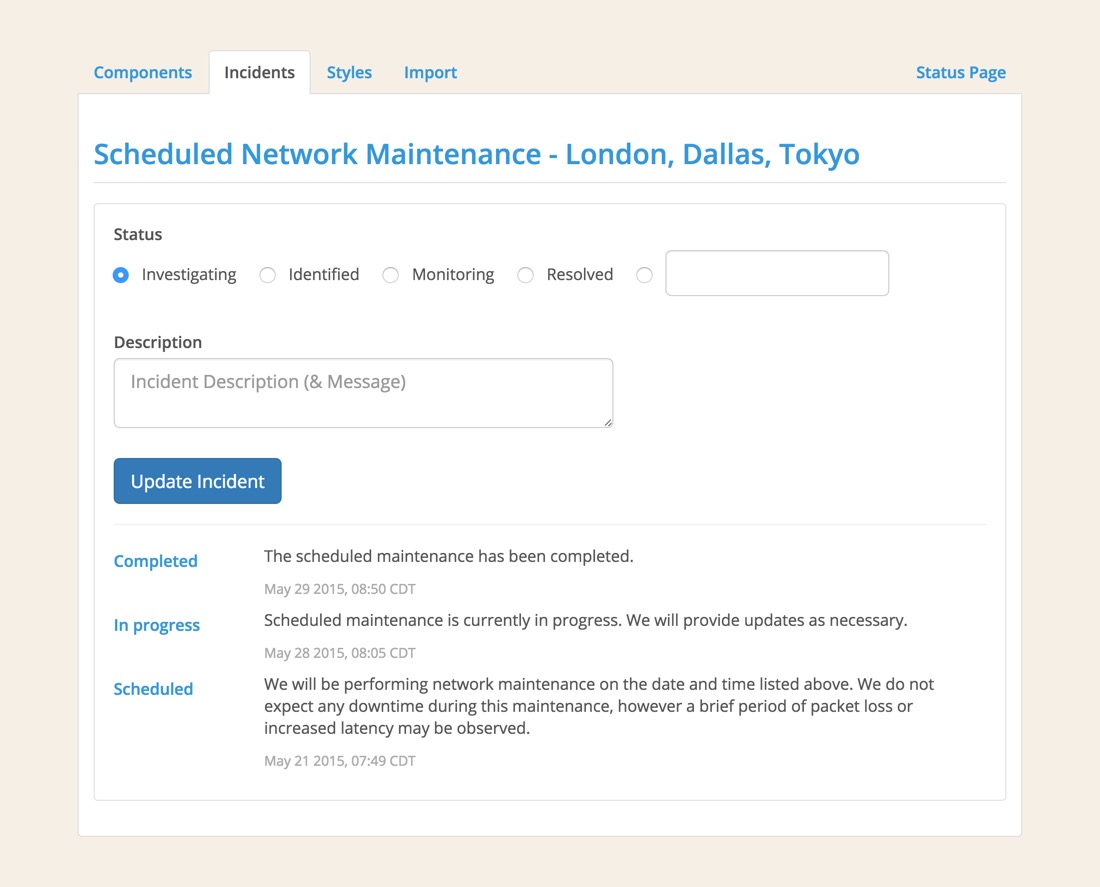 Components Incidents Styles Import Status Page
Scheduled Network Maintenance - London, Dallas, Tokyo
Status
Investigating Identified Monitoring Resolved
Description
Incident Description (& Message)
Update Incident
Completed The scheduled maintenance has been completed.
May 29 2015, 08:50 CDT
In progress Scheduled maintenance is currently in progress. We will provide updates as necessary.
May 28 2015, 08:05 CDT
Scheduled We will be performing network maintenance on the date and time listed above. We do not
expect any downtime during this maintenance, however a brief period of packet loss or
increased latency may be observed.
May 21 2015, 07:49 CDT